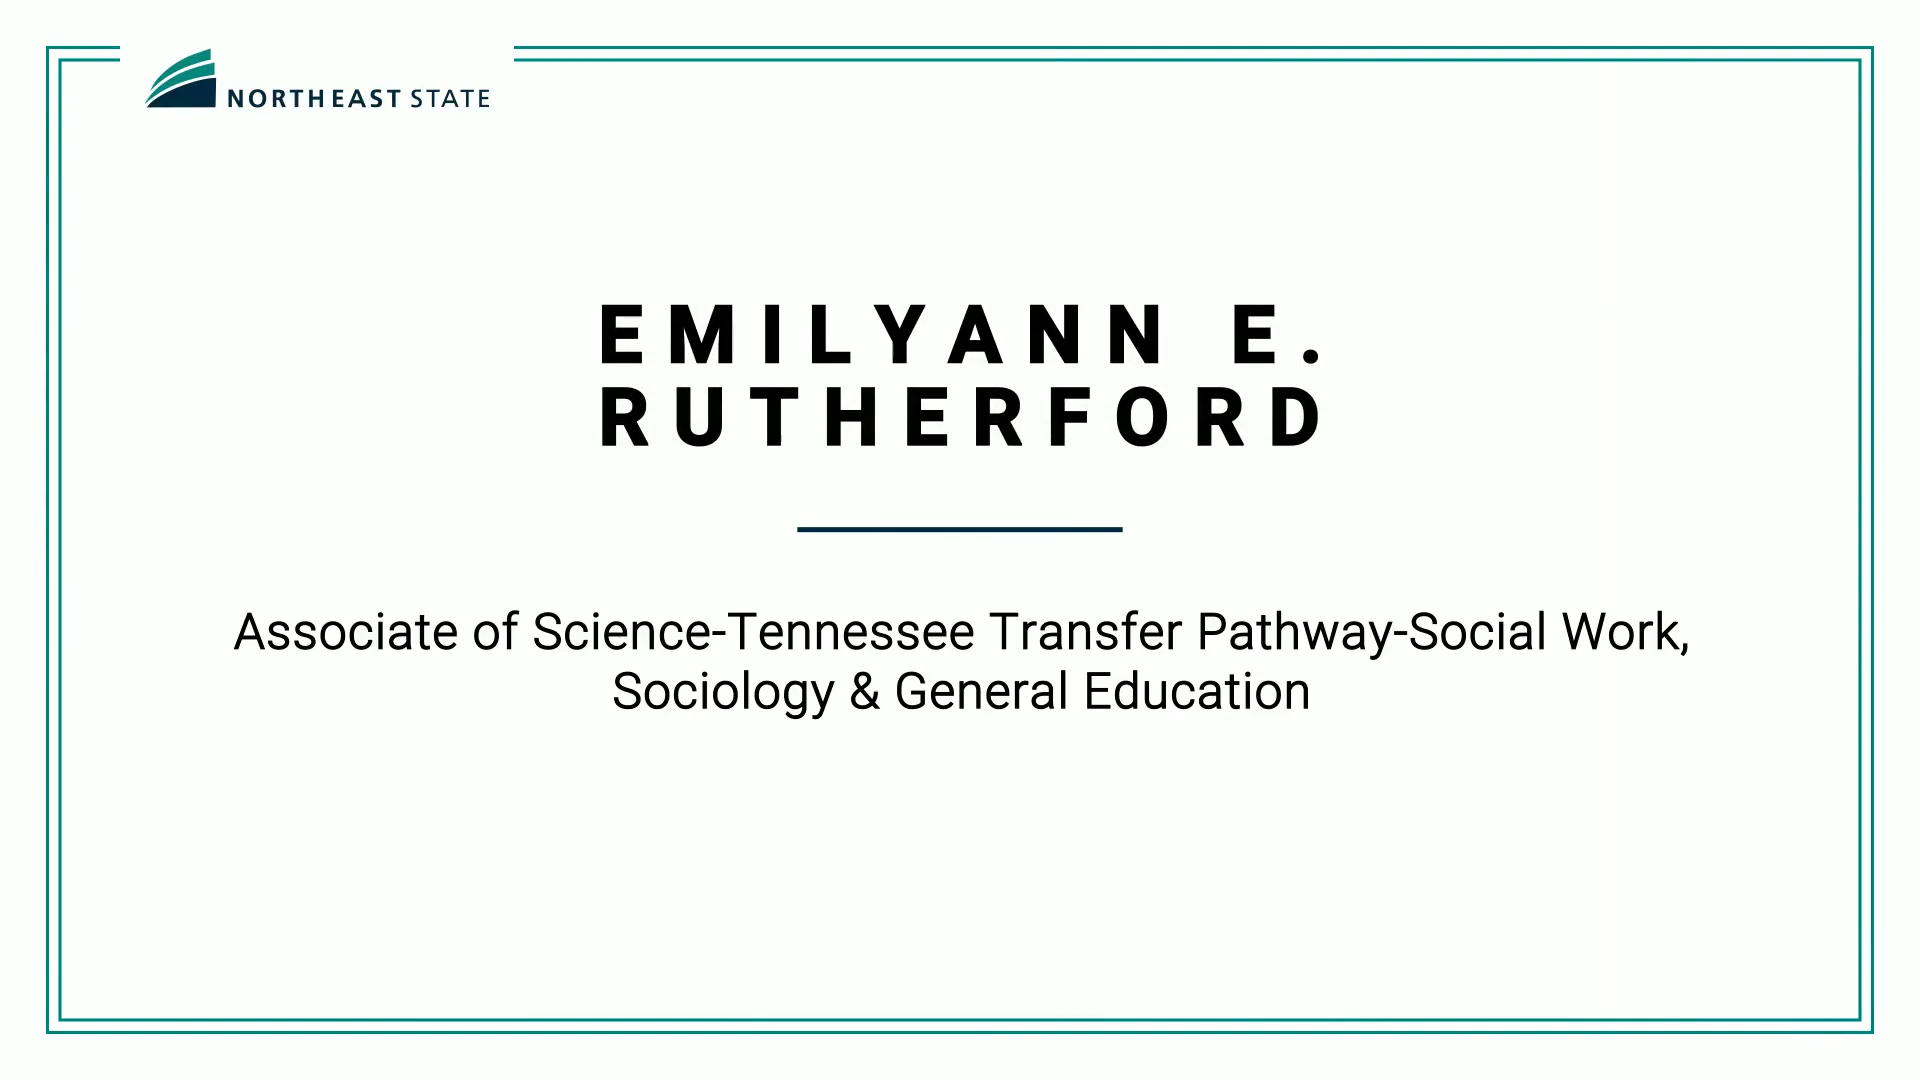 NORTHEAST STATE
EMILYANN E.
RUTHERFORD
Associate of Science-Tennessee Transfer Pathway-Social Work,
Sociology & General Education